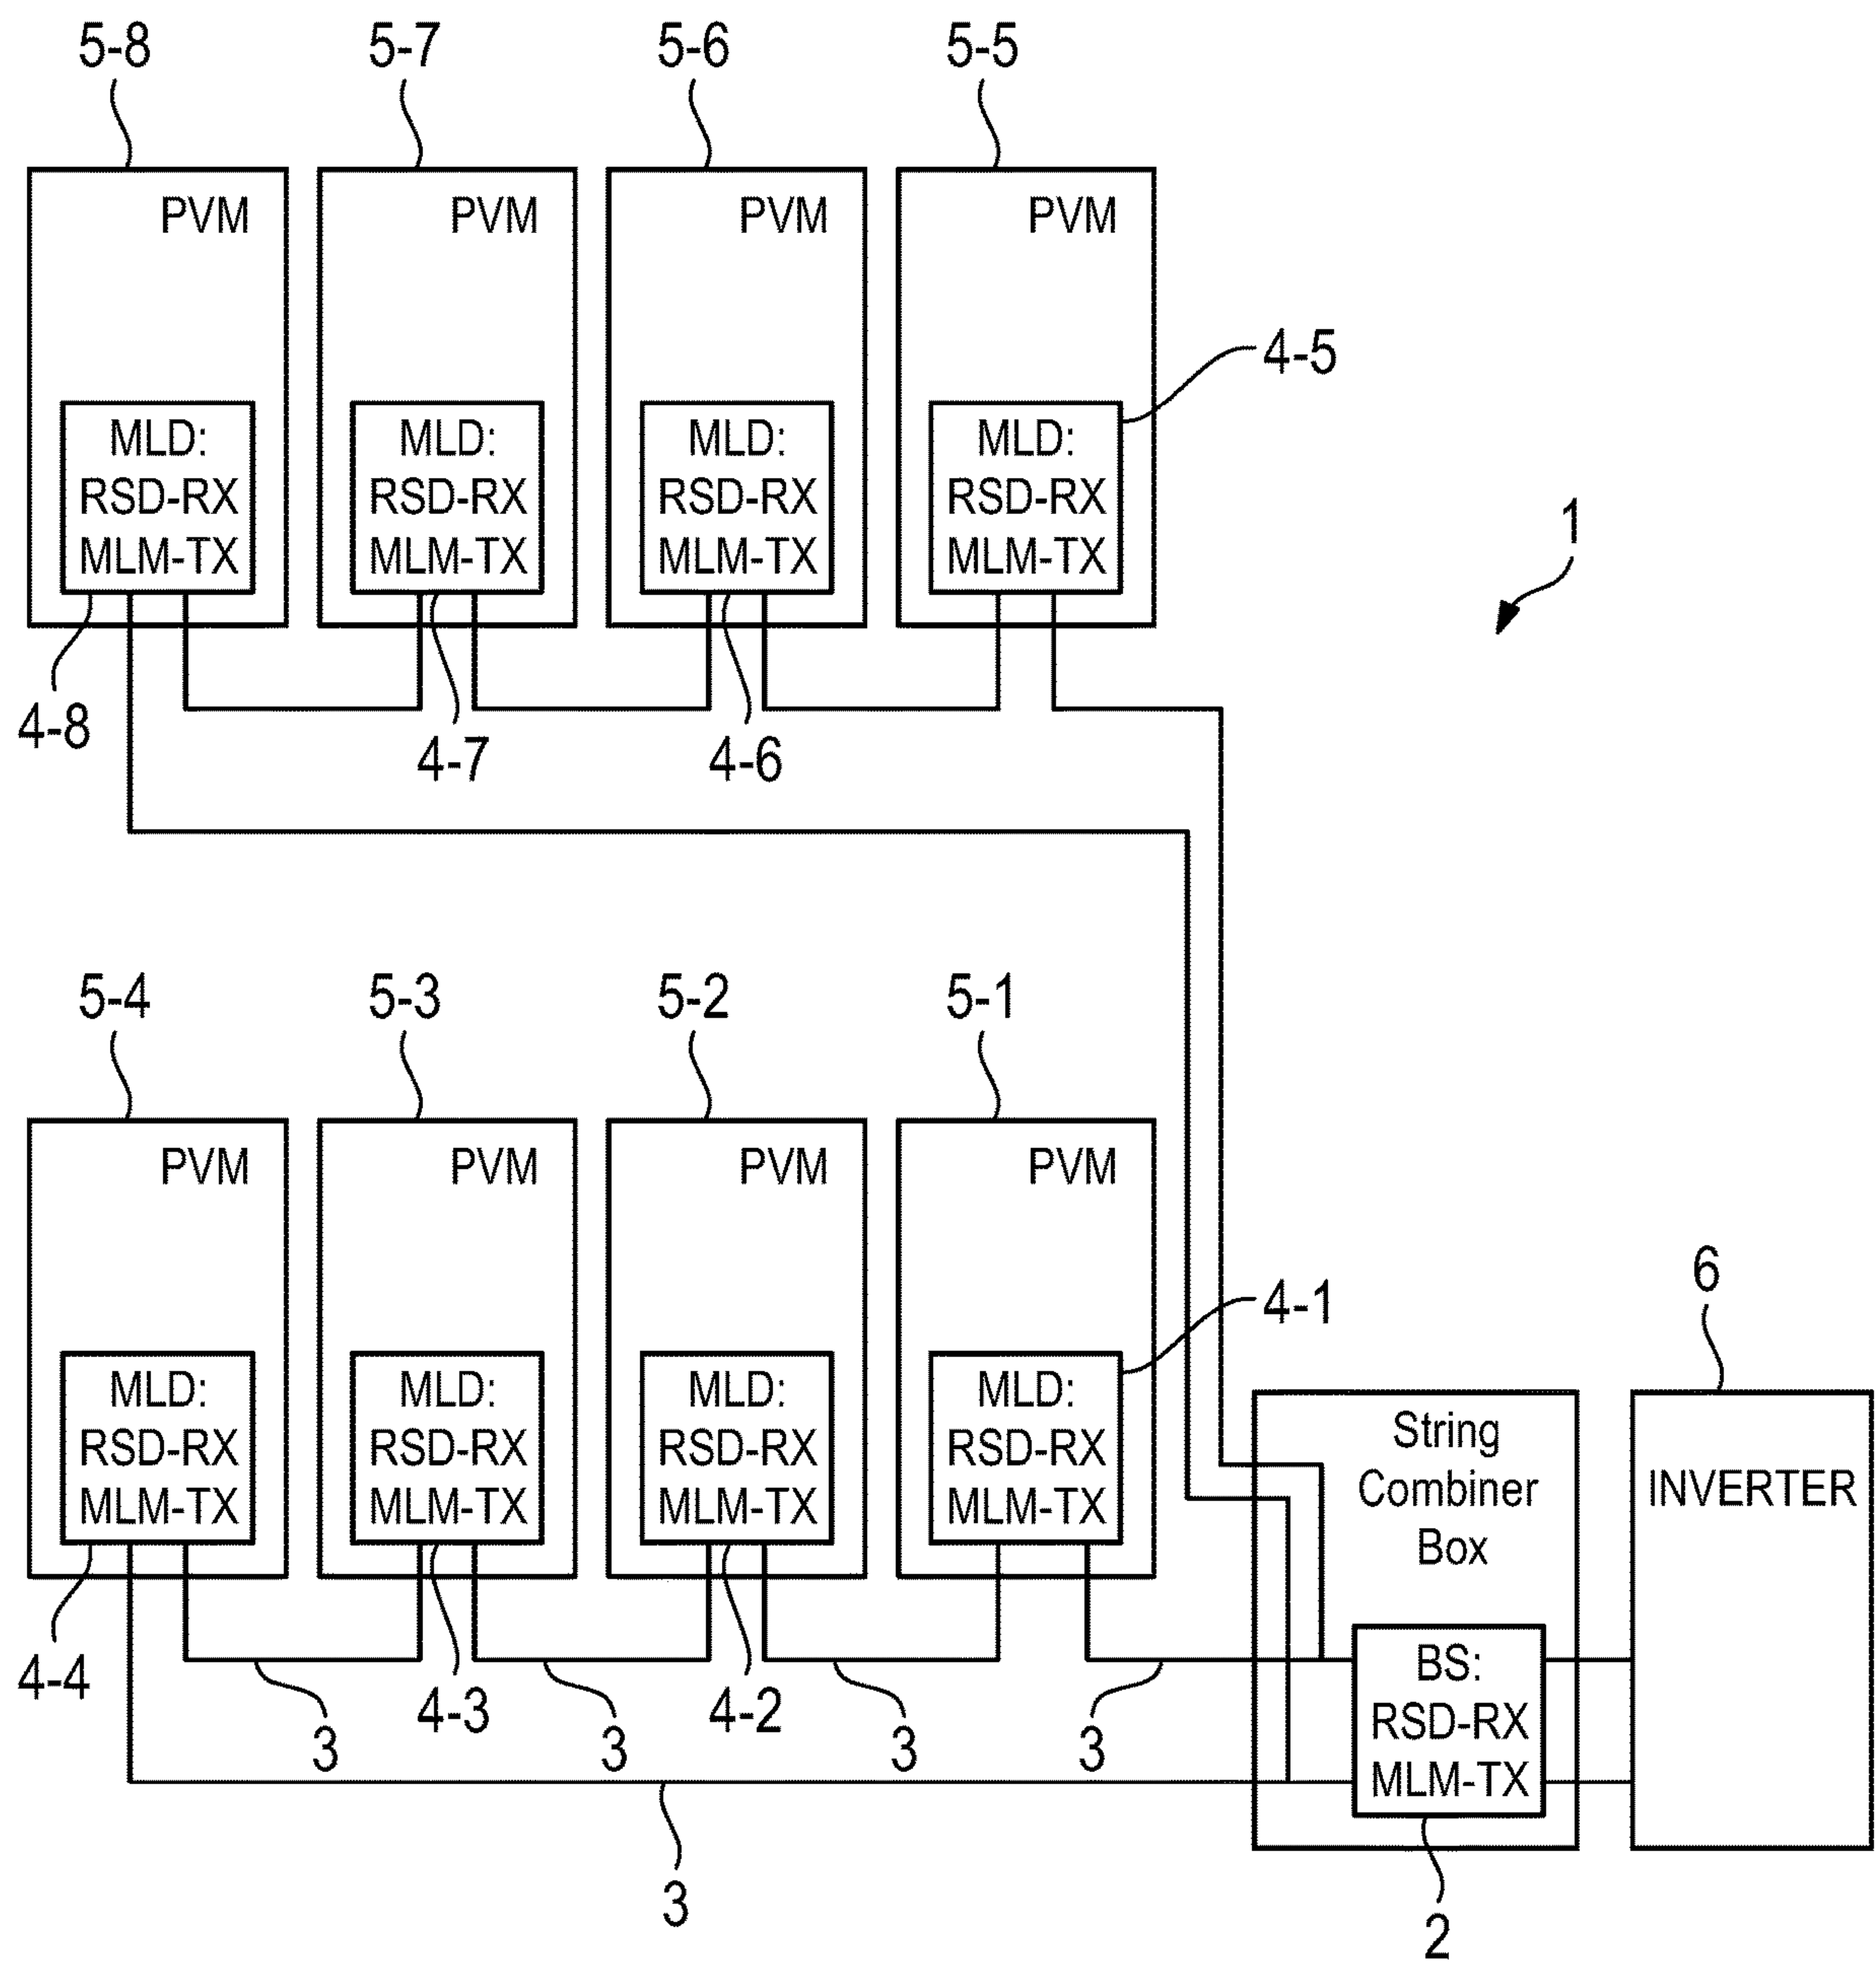 5-8 5-7 5-6 5-5
PVM PVM PVM PVM
4-5
MLD: MLD: MLD: MLD:
RSD-RX RSD-RX RSD-RX RSD-RX
MLM-TX MLM-TX MLM-TX MLM-TX
1
4-8 4-7 4-6
5-4 5-3 5-2 5-1
PVM PVM PVM PVM
6
4-1
MLD: MLD: MLD: MLD:
RSD-RX RSD-RX RSD-RX RSD-RX
MLM-TX MLM-TX MLM-TX MLM-TX
String
Combiner
Box
INVERTER
4-4 4-3 4-2
3 3 3 3
BS:
RSD-RX
MLM-TX
3
2